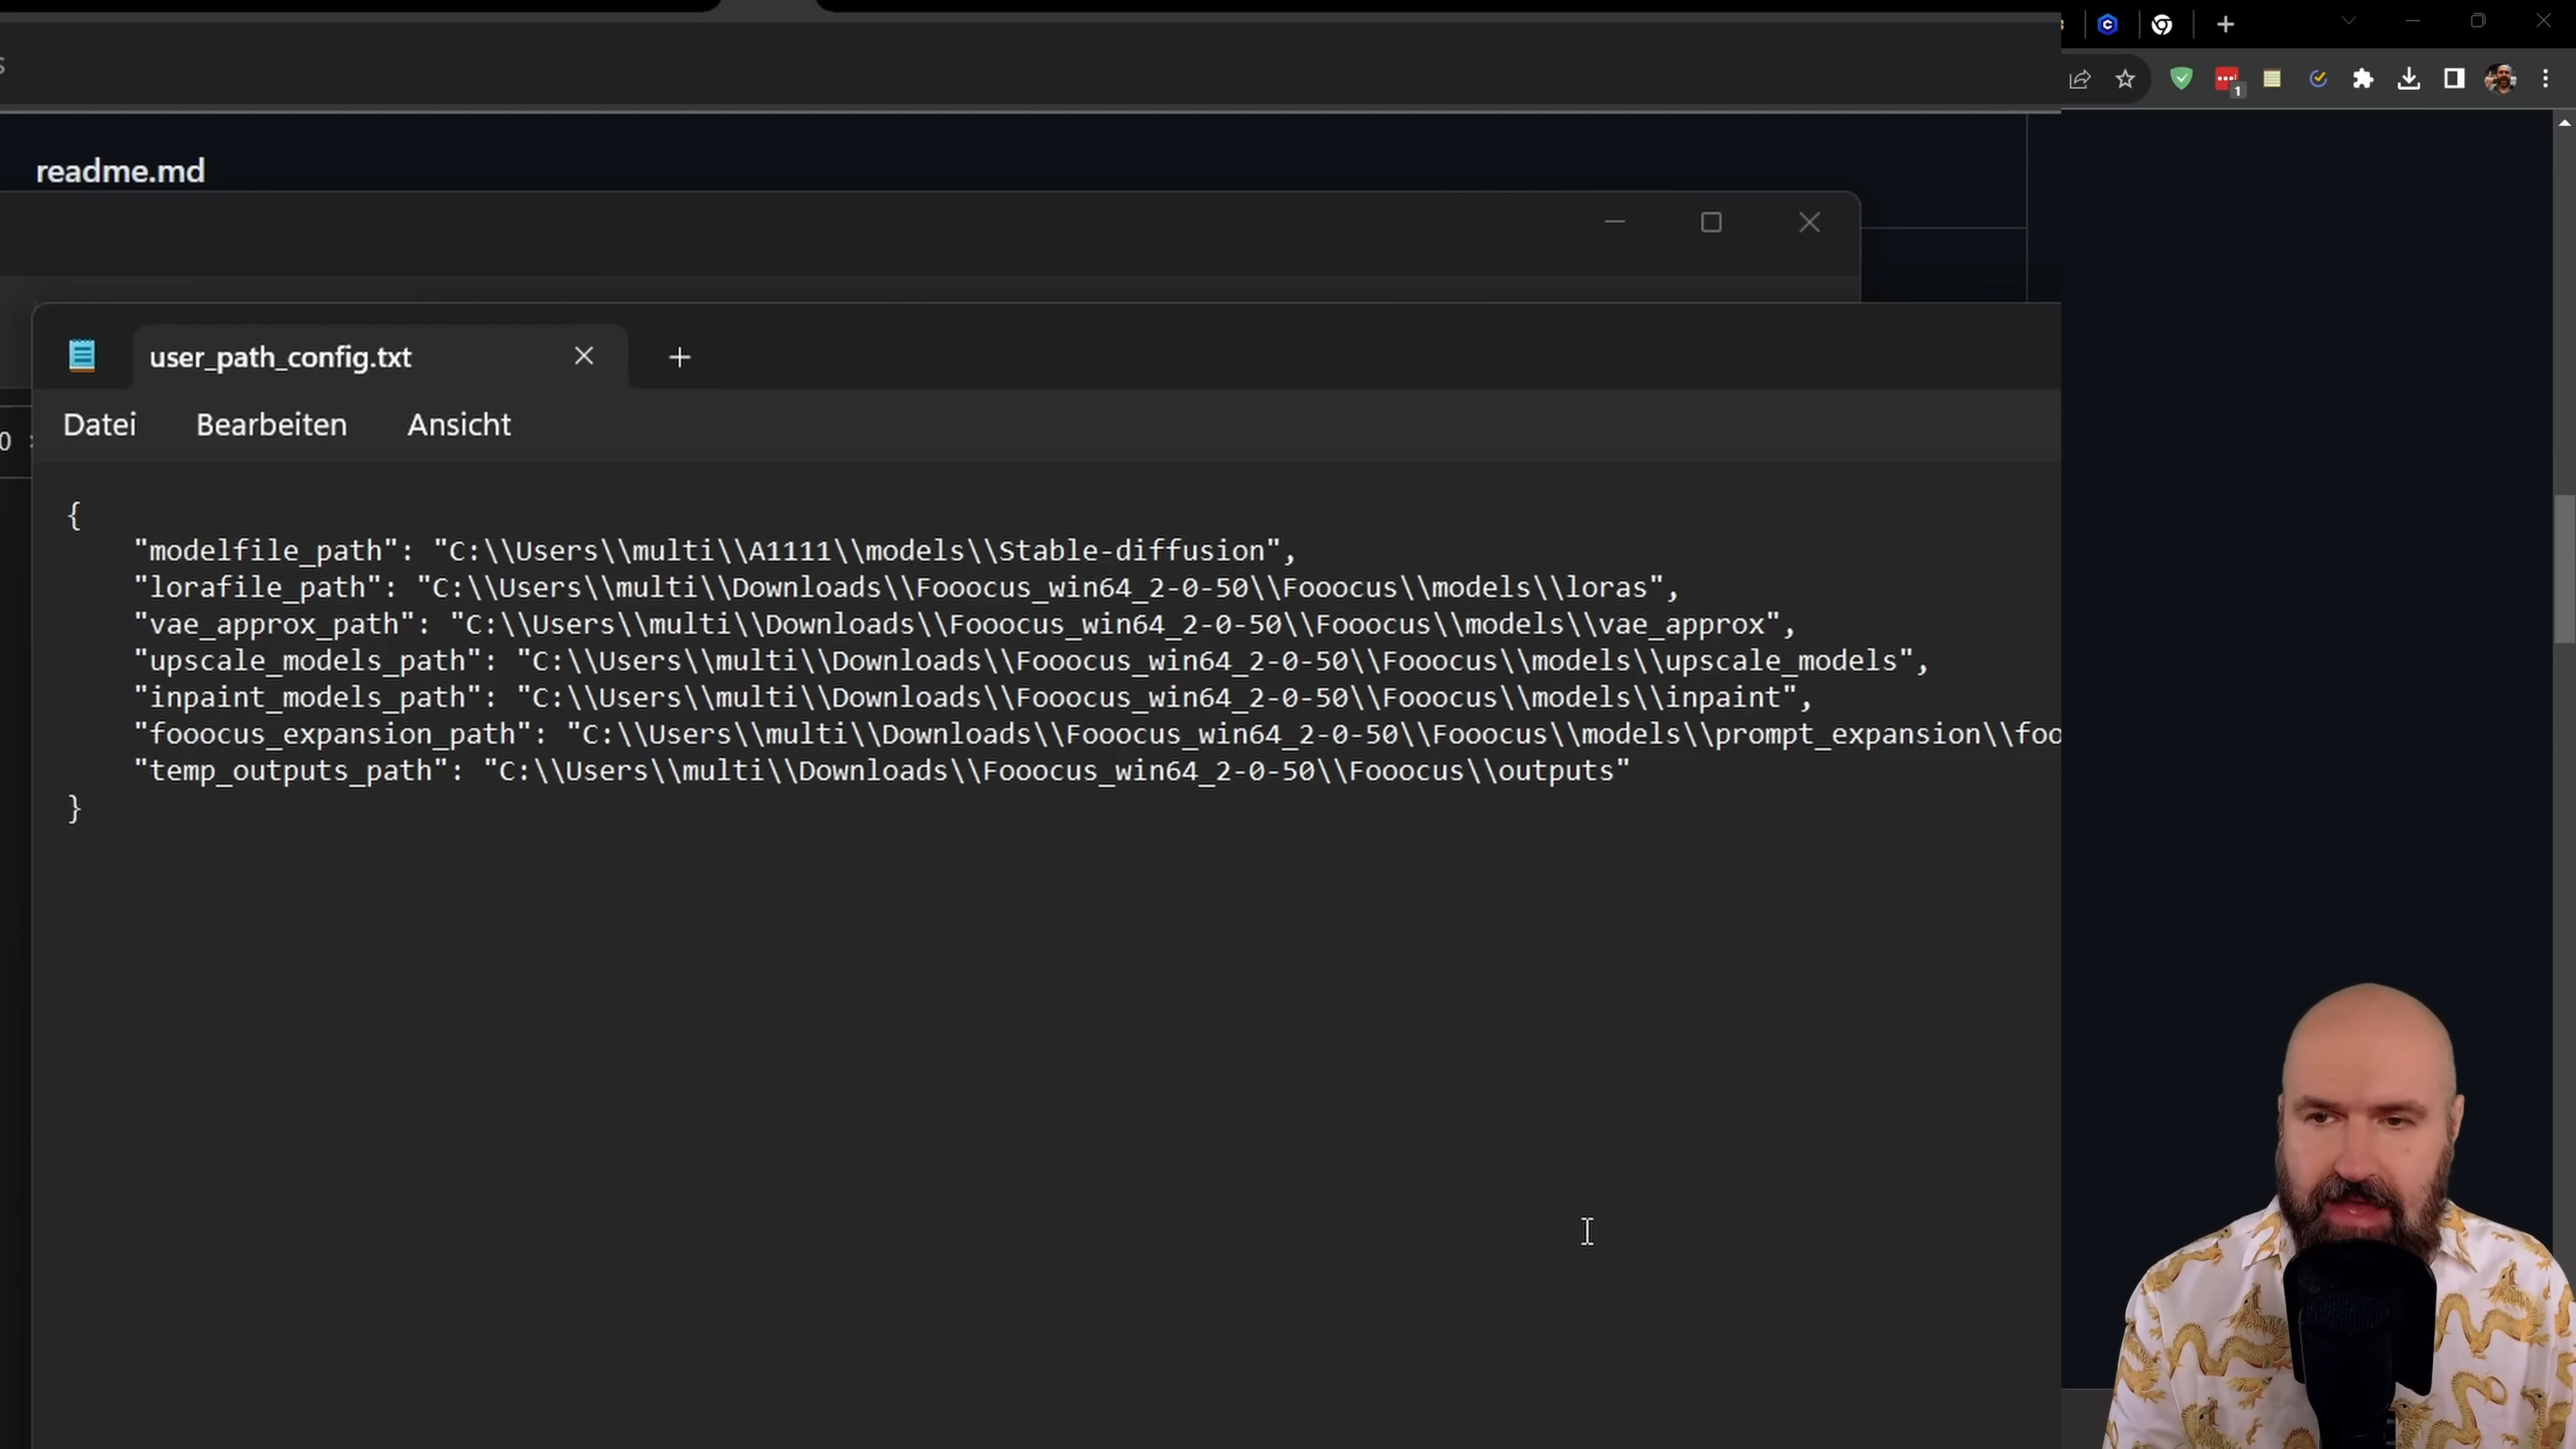 readme.md
user_path_config.txt
Datei Bearbeiten Ansicht
{
"modelfile_path": "C:\\Users\\multi\\A1111\\models\\Stable-diffusion",
"lorafile_path": "C:\\Users\\multi\\Downloads\\Fooocus_win64_2-0-50\\Fooocus\\models\\loras",
"vae_approx_path": "C:\\Users\\multi\\Downloads\\Fooocus_win64_2-0-50\\Fooocus\\models\\vae_approx",
"upscale_models_path": "C:\\Users\\multi\\Downloads\\Fooocus_win64_2-0-50\\Fooocus\\models\\upscale_models",
"inpaint_models_path": "C:\\Users\\multi\\Downloads\\Fooocus_win64_2-0-50\\Fooocus\\models\\inpaint",
"fooocus_expansion_path": "C:\\Users\\multi\\Downloads\\Fooocus_win64_2-0-50\\Fooocus\\models\\prompt_expansion\\foo
"temp_outputs_path": "C:\\Users\\multi\\Downloads\\Fooocus_win64_2-0-50\\Fooocus\\outputs"
}